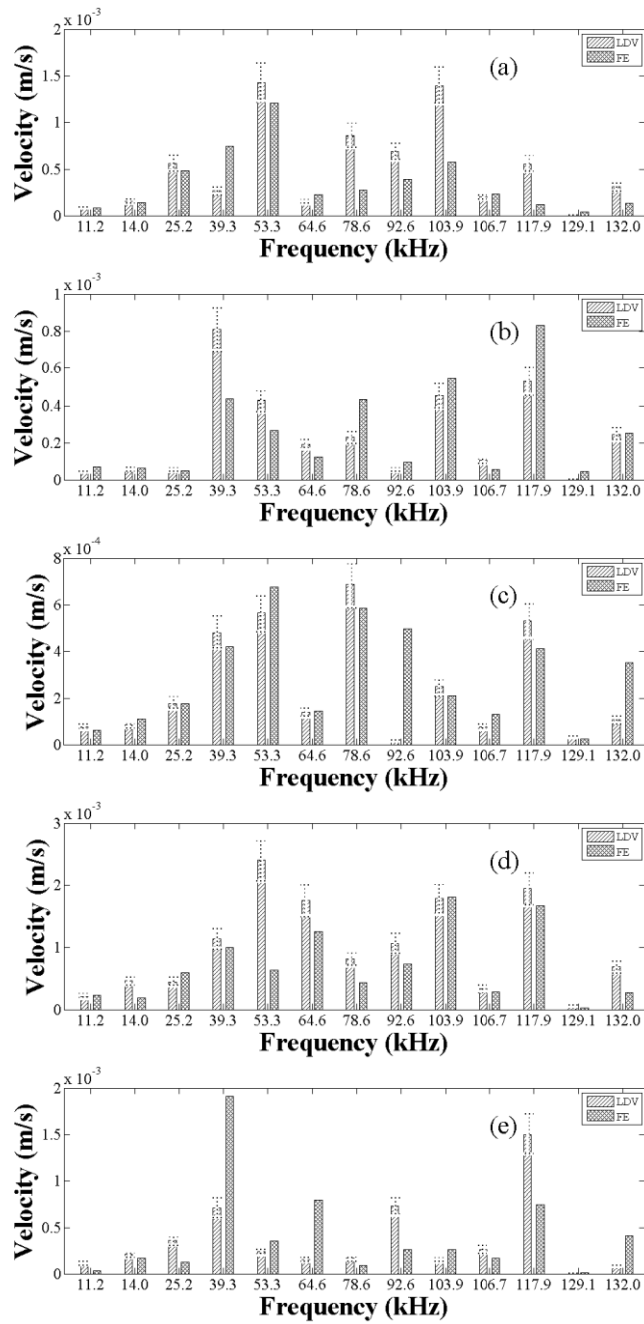 x 10⁻³
2
1.5
1
0.5
0
Velocity (m/s)
(a)
LDV
FE
11.2 14.0 25.2 39.3 53.3 64.6 78.6 92.6 103.9 106.7 117.9 129.1 132.0
Frequency (kHz)
x 10⁻³
1
0.8
0.6
0.4
0.2
0
Velocity (m/s)
(b)
LDV
FE
11.2 14.0 25.2 39.3 53.3 64.6 78.6 92.6 103.9 106.7 117.9 129.1 132.0
Frequency (kHz)
x 10⁻⁴
8
6
4
2
0
Velocity (m/s)
(c)
LDV
FE
11.2 14.0 25.2 39.3 53.3 64.6 78.6 92.6 103.9 106.7 117.9 129.1 132.0
Frequency (kHz)
x 10⁻³
3
2
1
0
Velocity (m/s)
(d)
LDV
FE
11.2 14.0 25.2 39.3 53.3 64.6 78.6 92.6 103.9 106.7 117.9 129.1 132.0
Frequency (kHz)
x 10⁻³
2
1.5
1
0.5
0
Velocity (m/s)
(e)
LDV
FE
11.2 14.0 25.2 39.3 53.3 64.6 78.6 92.6 103.9 106.7 117.9 129.1 132.0
Frequency (kHz)